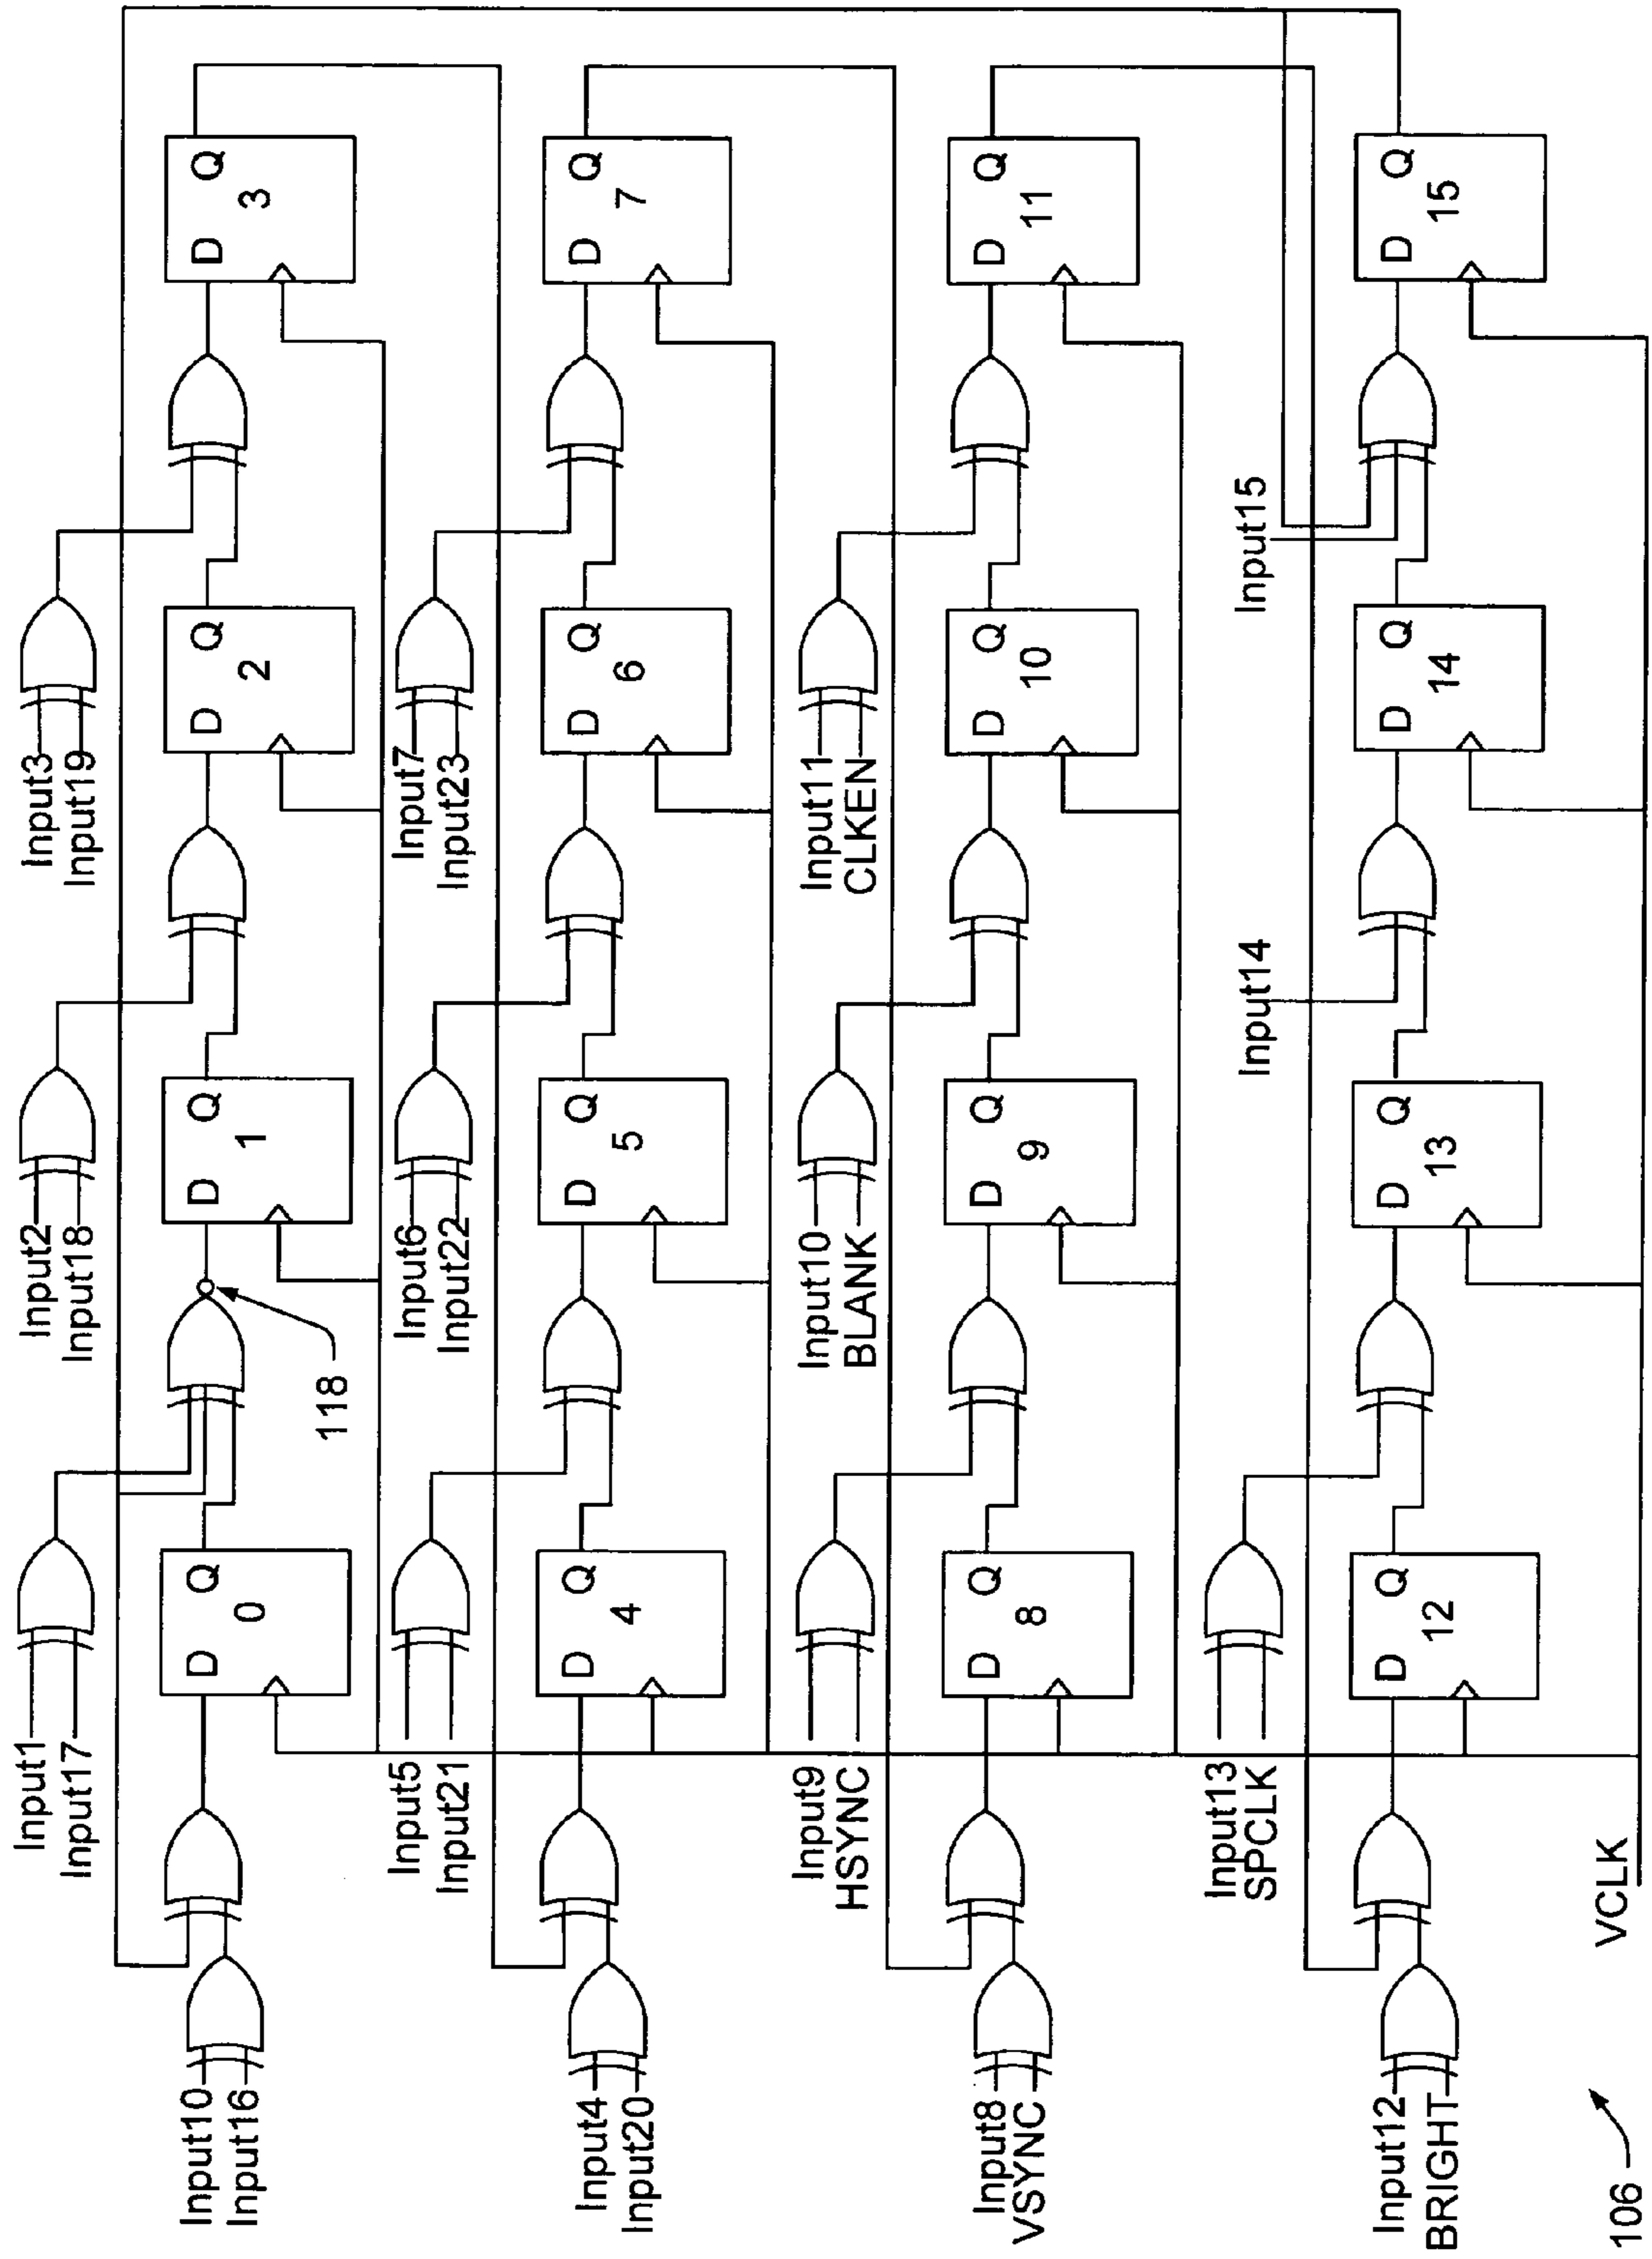 Input10
Input16
Input1
Input17
Input2
Input18
Input3
Input19
D Q
0
D Q
1
D Q
2
D Q
3
118
Input4
Input20
Input5
Input21
Input6
Input22
Input7
Input23
D Q
4
D Q
5
D Q
6
D Q
7
Input8
VSYNC
Input9
HSYNC
Input10
BLANK
Input11
CLKEN
D Q
8
D Q
9
D Q
10
D Q
11
Input12
BRIGHT
Input13
SPCLK
Input14
Input15
D Q
12
D Q
13
D Q
14
D Q
15
VCLK
106